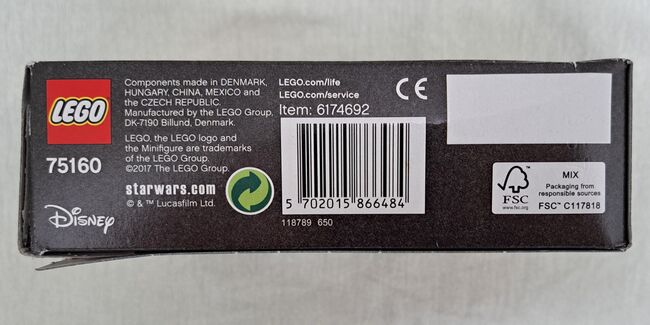 LEGO
75160
Disney
Components made in DENMARK,
HUNGARY, CHINA, MEXICO and
the CZECH REPUBLIC.
Manufactured by the LEGO Group,
DK-7190 Billund, Denmark.
LEGO, the LEGO logo and
the Minifigure are trademarks
of the LEGO Group.
©2017 The LEGO Group.
starwars.com
© & ™ Lucasfilm Ltd.
LEGO.com/life
LEGO.com/service
Item: 6174692
5 702015 866484
118789 650
CE
FSC
www.fsc.org
MIX
Packaging from
responsible sources
FSC™ C117818